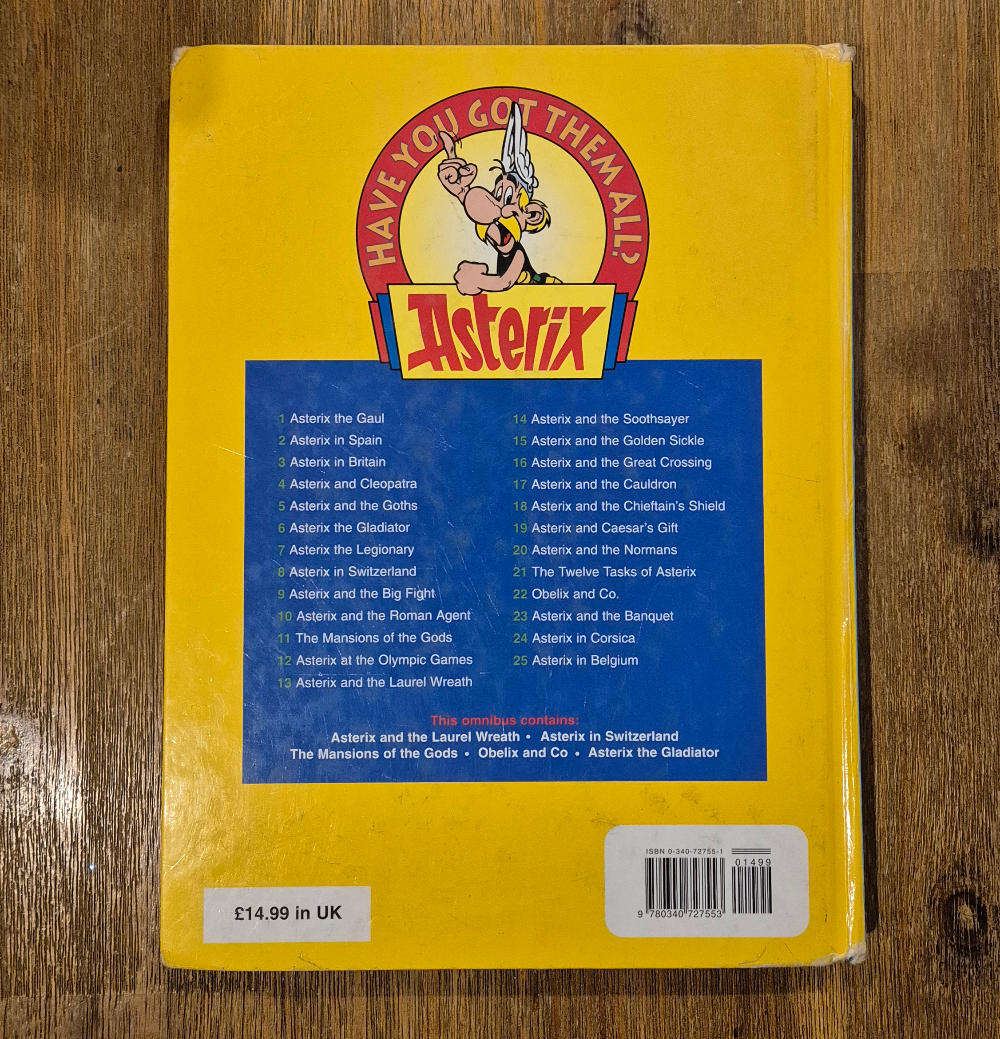 HAVE YOU GOT THEM ALL?
Asterix
1 Asterix the Gaul
2 Asterix in Spain
3 Asterix in Britain
4 Asterix and Cleopatra
5 Asterix and the Goths
6 Asterix the Gladiator
7 Asterix the Legionary
8 Asterix in Switzerland
9 Asterix and the Big Fight
10 Asterix and the Roman Agent
11 The Mansions of the Gods
12 Asterix at the Olympic Games
13 Asterix and the Laurel Wreath
14 Asterix and the Soothsayer
15 Asterix and the Golden Sickle
16 Asterix and the Great Crossing
17 Asterix and the Cauldron
18 Asterix and the Chieftain's Shield
19 Asterix and Caesar's Gift
20 Asterix and the Normans
21 The Twelve Tasks of Asterix
22 Obelix and Co.
23 Asterix and the Banquet
24 Asterix in Corsica
25 Asterix in Belgium
This omnibus contains:
Asterix and the Laurel Wreath • Asterix in Switzerland
The Mansions of the Gods • Obelix and Co • Asterix the Gladiator
£14.99 in UK
ISBN 0-340-72755-1
01499
9 780340 727553